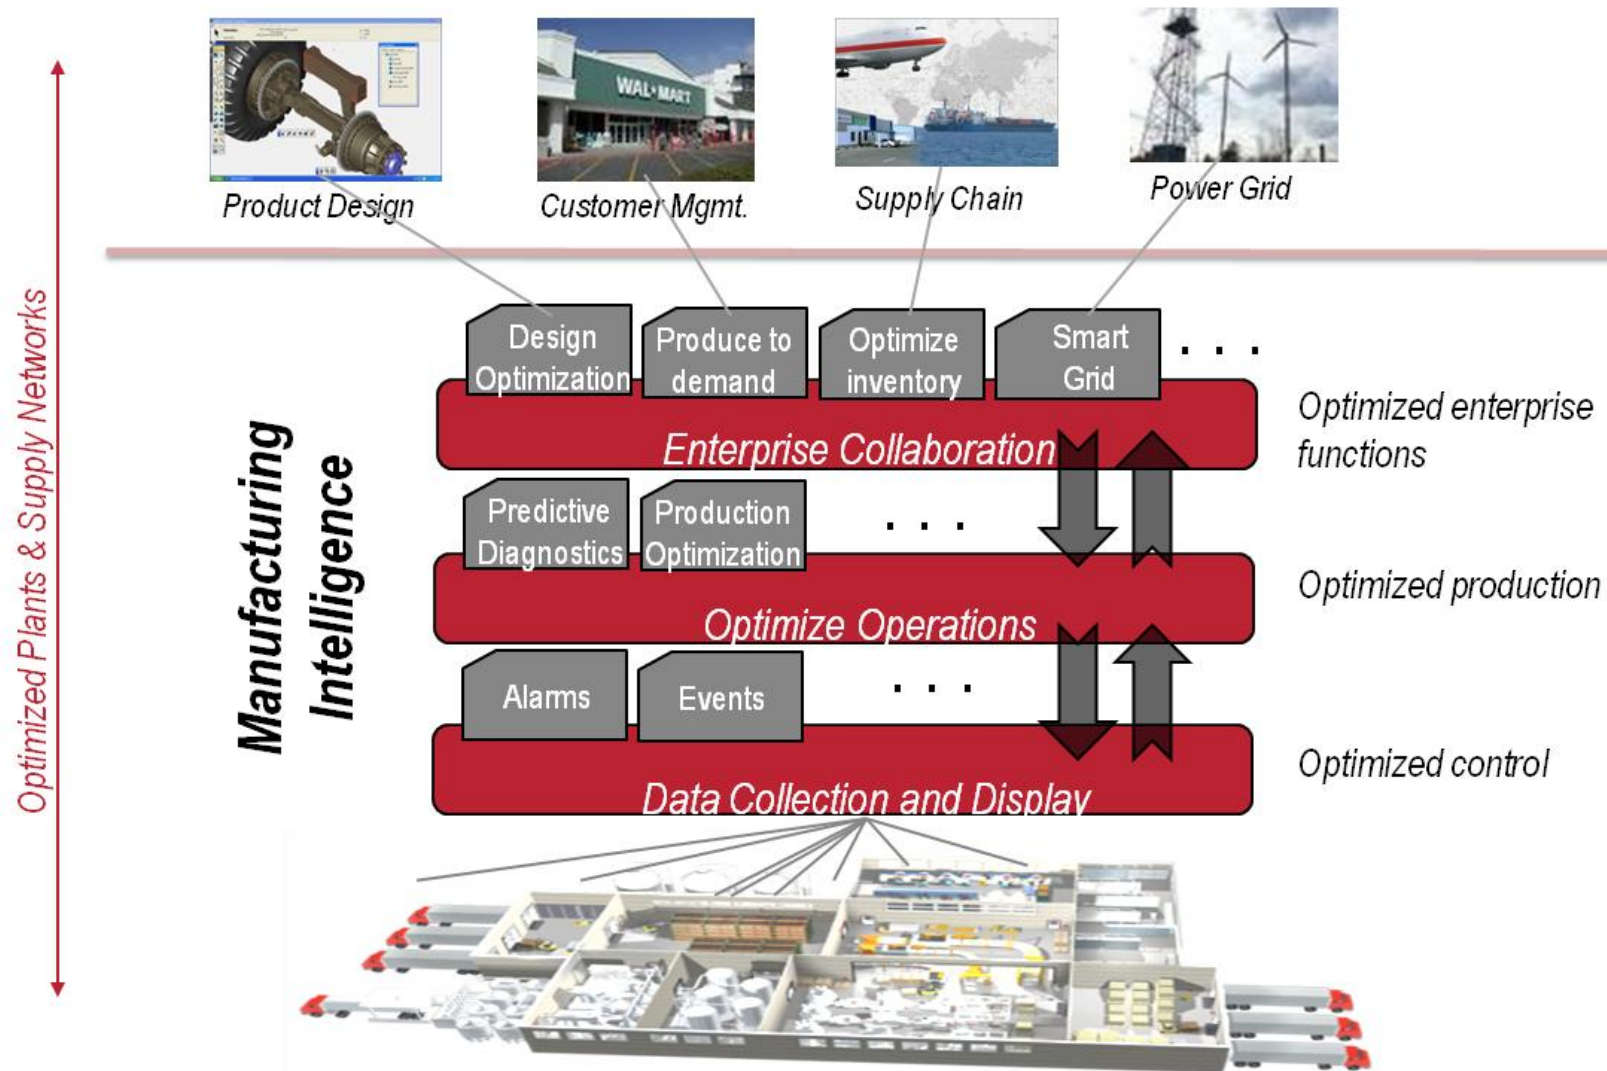 WAL★MART
Product Design
Customer Mgmt.
Supply Chain
Power Grid
Optimized Plants & Supply Networks
Manufacturing
Intelligence
Design
Optimization
Produce to
demand
Optimize
inventory
Smart
Grid
. . .
Enterprise Collaboration
Optimized enterprise
functions
Predictive
Diagnostics
Production
Optimization
. . .
Optimize Operations
Optimized production
Alarms
Events
. . .
Data Collection and Display
Optimized control